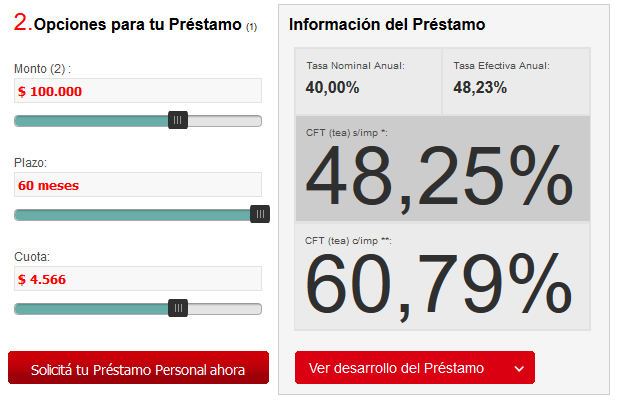 2.Opciones para tu Préstamo (1)
Monto (2) :
$ 100.000
Plazo:
60 meses
Cuota:
$ 4.566
Solicitá tu Préstamo Personal ahora
Información del Préstamo
Tasa Nominal Anual:
40,00%
Tasa Efectiva Anual:
48,23%
CFT (tea) s/imp *:
48,25%
CFT (tea) c/imp **:
60,79%
Ver desarrollo del Préstamo